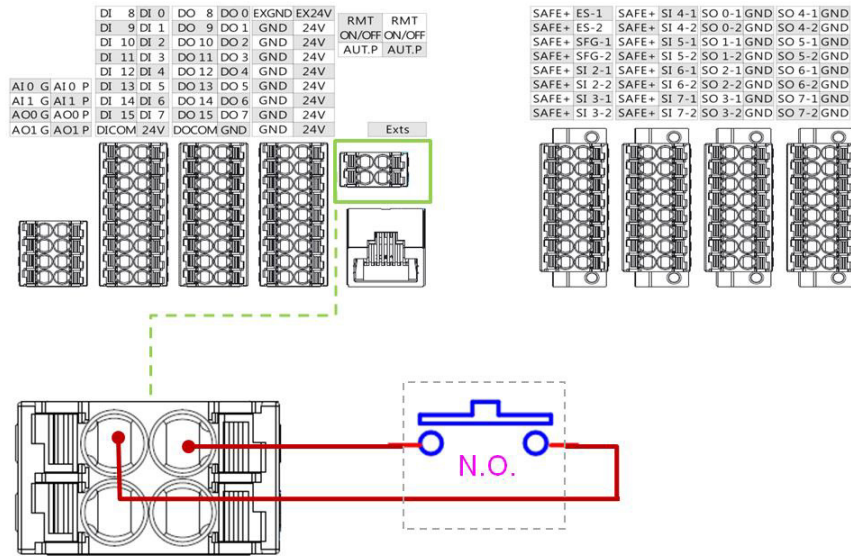 DI 8 DI 0 DO 8 DO 0 EXGND EX24V
DI 9 DI 1 DO 9 DO 1 GND 24V
DI 10 DI 2 DO 10 DO 2 GND 24V
DI 11 DI 3 DO 11 DO 3 GND 24V
DI 12 DI 4 DO 12 DO 4 GND 24V
AI0 G AI0 P DI 13 DI 5 DO 13 DO 5 GND 24V
AI1 G AI1 P DI 14 DI 6 DO 14 DO 6 GND 24V
AO0 G AO0 P DI 15 DI 7 DO 15 DO 7 GND 24V
AO1 G AO1 P DICOM 24V DOCOM GND GND 24V
RMT RMT
ON/OFF ON/OFF
AUT.P AUT.P
Exts
SAFE+ ES-1 SAFE+ SI 4-1 SO 0-1 GND SO 4-1 GND
SAFE+ ES-2 SAFE+ SI 4-2 SO 0-2 GND SO 4-2 GND
SAFE+ SFG-1 SAFE+ SI 5-1 SO 1-1 GND SO 5-1 GND
SAFE+ SFG-2 SAFE+ SI 5-2 SO 1-2 GND SO 5-2 GND
SAFE+ SI 2-1 SAFE+ SI 6-1 SO 2-1 GND SO 6-1 GND
SAFE+ SI 2-2 SAFE+ SI 6-2 SO 2-2 GND SO 6-2 GND
SAFE+ SI 3-1 SAFE+ SI 7-1 SO 3-1 GND SO 7-1 GND
SAFE+ SI 3-2 SAFE+ SI 7-2 SO 3-2 GND SO 7-2 GND
N.O.